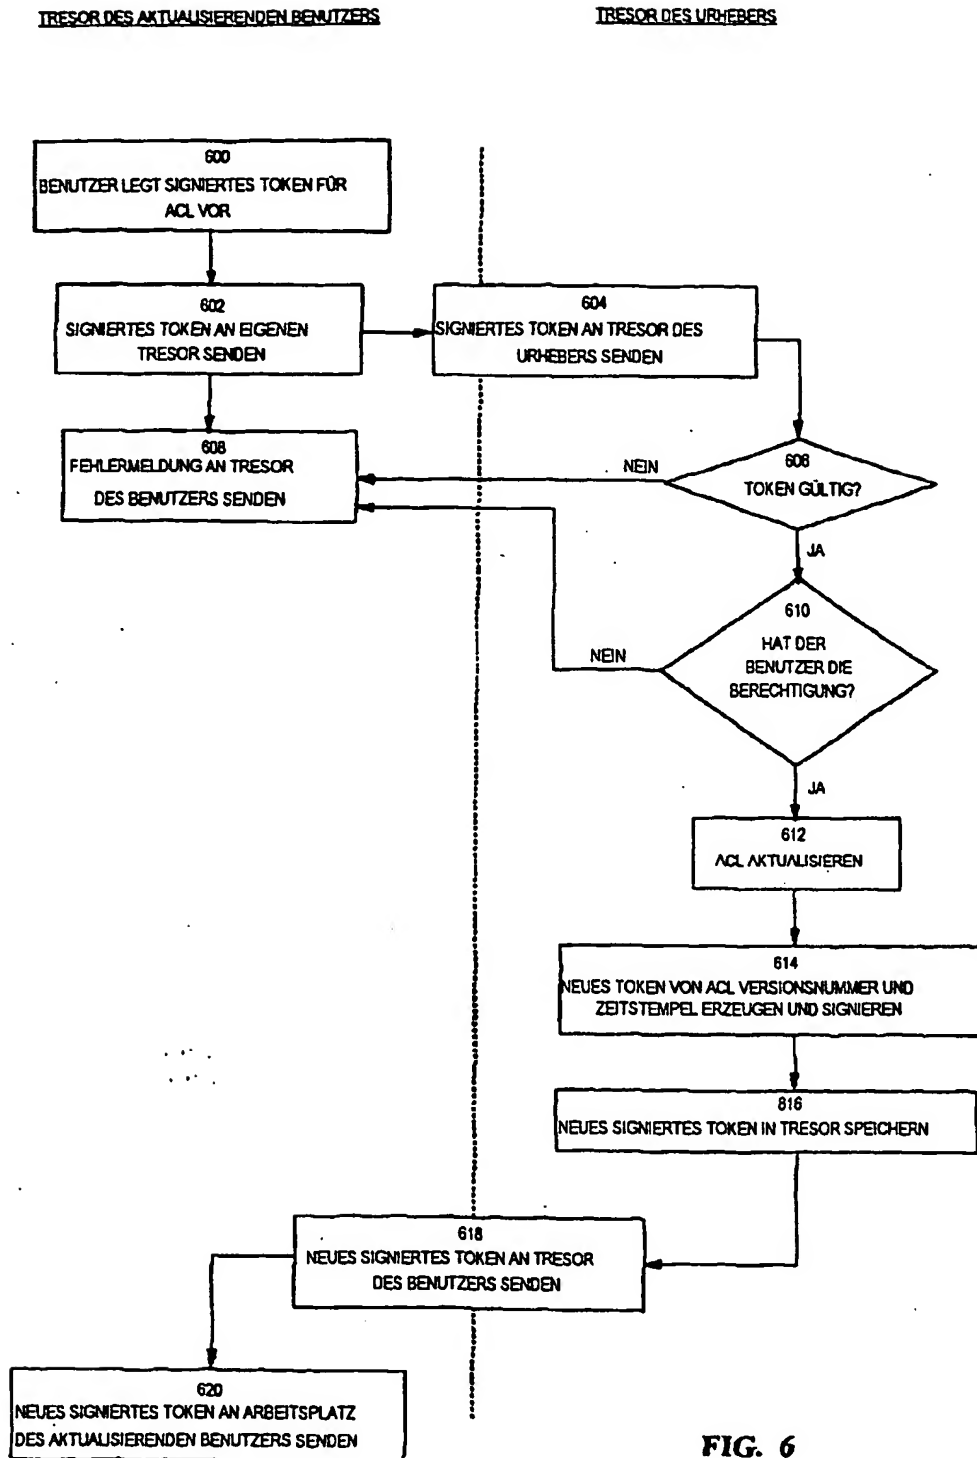 TRESOR DES AKTUALISIERENDEN BENUTZERS
TRESOR DES URHEBERS
600
BENUTZER LEGT SIGNIERTES TOKEN FÜR
ACL VOR
602
SIGNIERTES TOKEN AN EIGENEN
TRESOR SENDEN
604
SIGNIERTES TOKEN AN TRESOR DES
URHEBERS SENDEN
608
FEHLERMELDUNG AN TRESOR
DES BENUTZERS SENDEN
NEIN
606
TOKEN GÜLTIG?
JA
610
HAT DER
BENUTZER DIE
BERECHTIGUNG?
NEIN
JA
612
ACL AKTUALISIEREN
614
NEUES TOKEN VON ACL VERSIONSNUMMER UND
ZEITSTEMPEL ERZEUGEN UND SIGNIEREN
616
NEUES SIGNIERTES TOKEN IN TRESOR SPEICHERN
618
NEUES SIGNIERTES TOKEN AN TRESOR
DES BENUTZERS SENDEN
620
NEUES SIGNIERTES TOKEN AN ARBEITSPLATZ
DES AKTUALISIERENDEN BENUTZERS SENDEN
FIG. 6